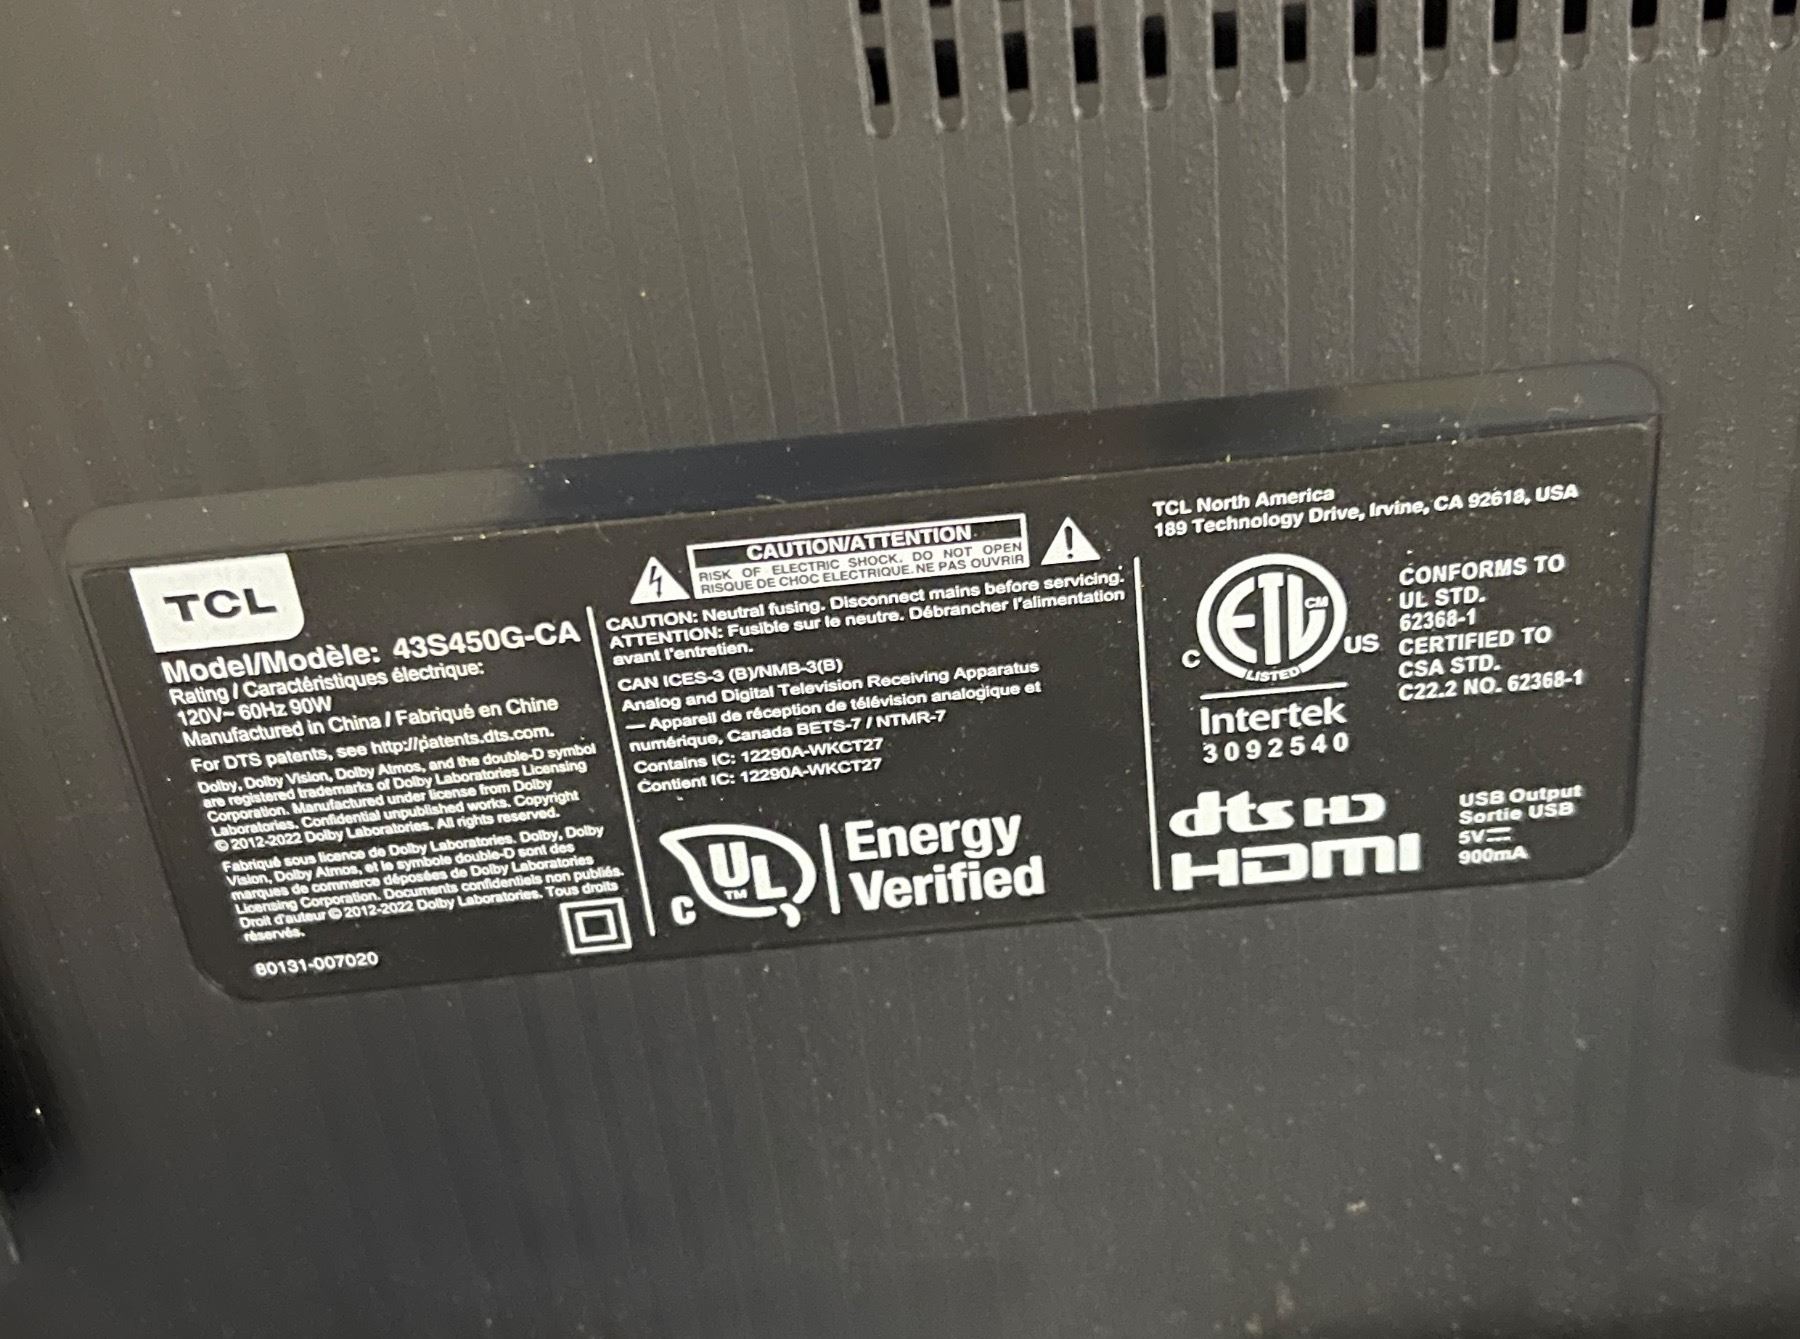 TCL
Model/Modèle: 43S450G-CA
Rating / Caractéristiques électrique:
120V~ 60Hz 90W
Manufactured in China / Fabriqué en Chine
For DTS patents, see http://patents.dts.com.
Dolby, Dolby Vision, Dolby Atmos, and the double-D symbol
are registered trademarks of Dolby Laboratories Licensing
Corporation. Manufactured under license from Dolby
Laboratories. Confidential unpublished works. Copyright
© 2012-2022 Dolby Laboratories. All rights reserved.
Fabriqué sous licence de Dolby Laboratories. Dolby, Dolby
Vision, Dolby Atmos, et le symbole double-D sont des
marques de commerce déposées de Dolby Laboratories
Licensing Corporation. Documents confidentiels non publiés.
Droit d'auteur © 2012-2022 Dolby Laboratories. Tous droits
réservés.
80131-007020
CAUTION/ATTENTION
RISK OF ELECTRIC SHOCK. DO NOT OPEN
RISQUE DE CHOC ELECTRIQUE. NE PAS OUVRIR
CAUTION: Neutral fusing. Disconnect mains before servicing.
ATTENTION: Fusible sur le neutre. Débrancher l'alimentation
avant l'entretien.
CAN ICES-3 (B)/NMB-3(B)
Analog and Digital Television Receiving Apparatus
— Appareil de réception de télévision analogique et
numérique, Canada BETS-7 / NTMR-7
Contains IC: 12290A-WKCT27
Contient IC: 12290A-WKCT27
C UL TM
Energy
Verified
TCL North America
189 Technology Drive, Irvine, CA 92618, USA
C ETL CM US
LISTED
Intertek
3092540
CONFORMS TO
UL STD.
62368-1
CERTIFIED TO
CSA STD.
C22.2 NO. 62368-1
dts HD
HDMI
USB Output
Sortie USB
5V
900mA